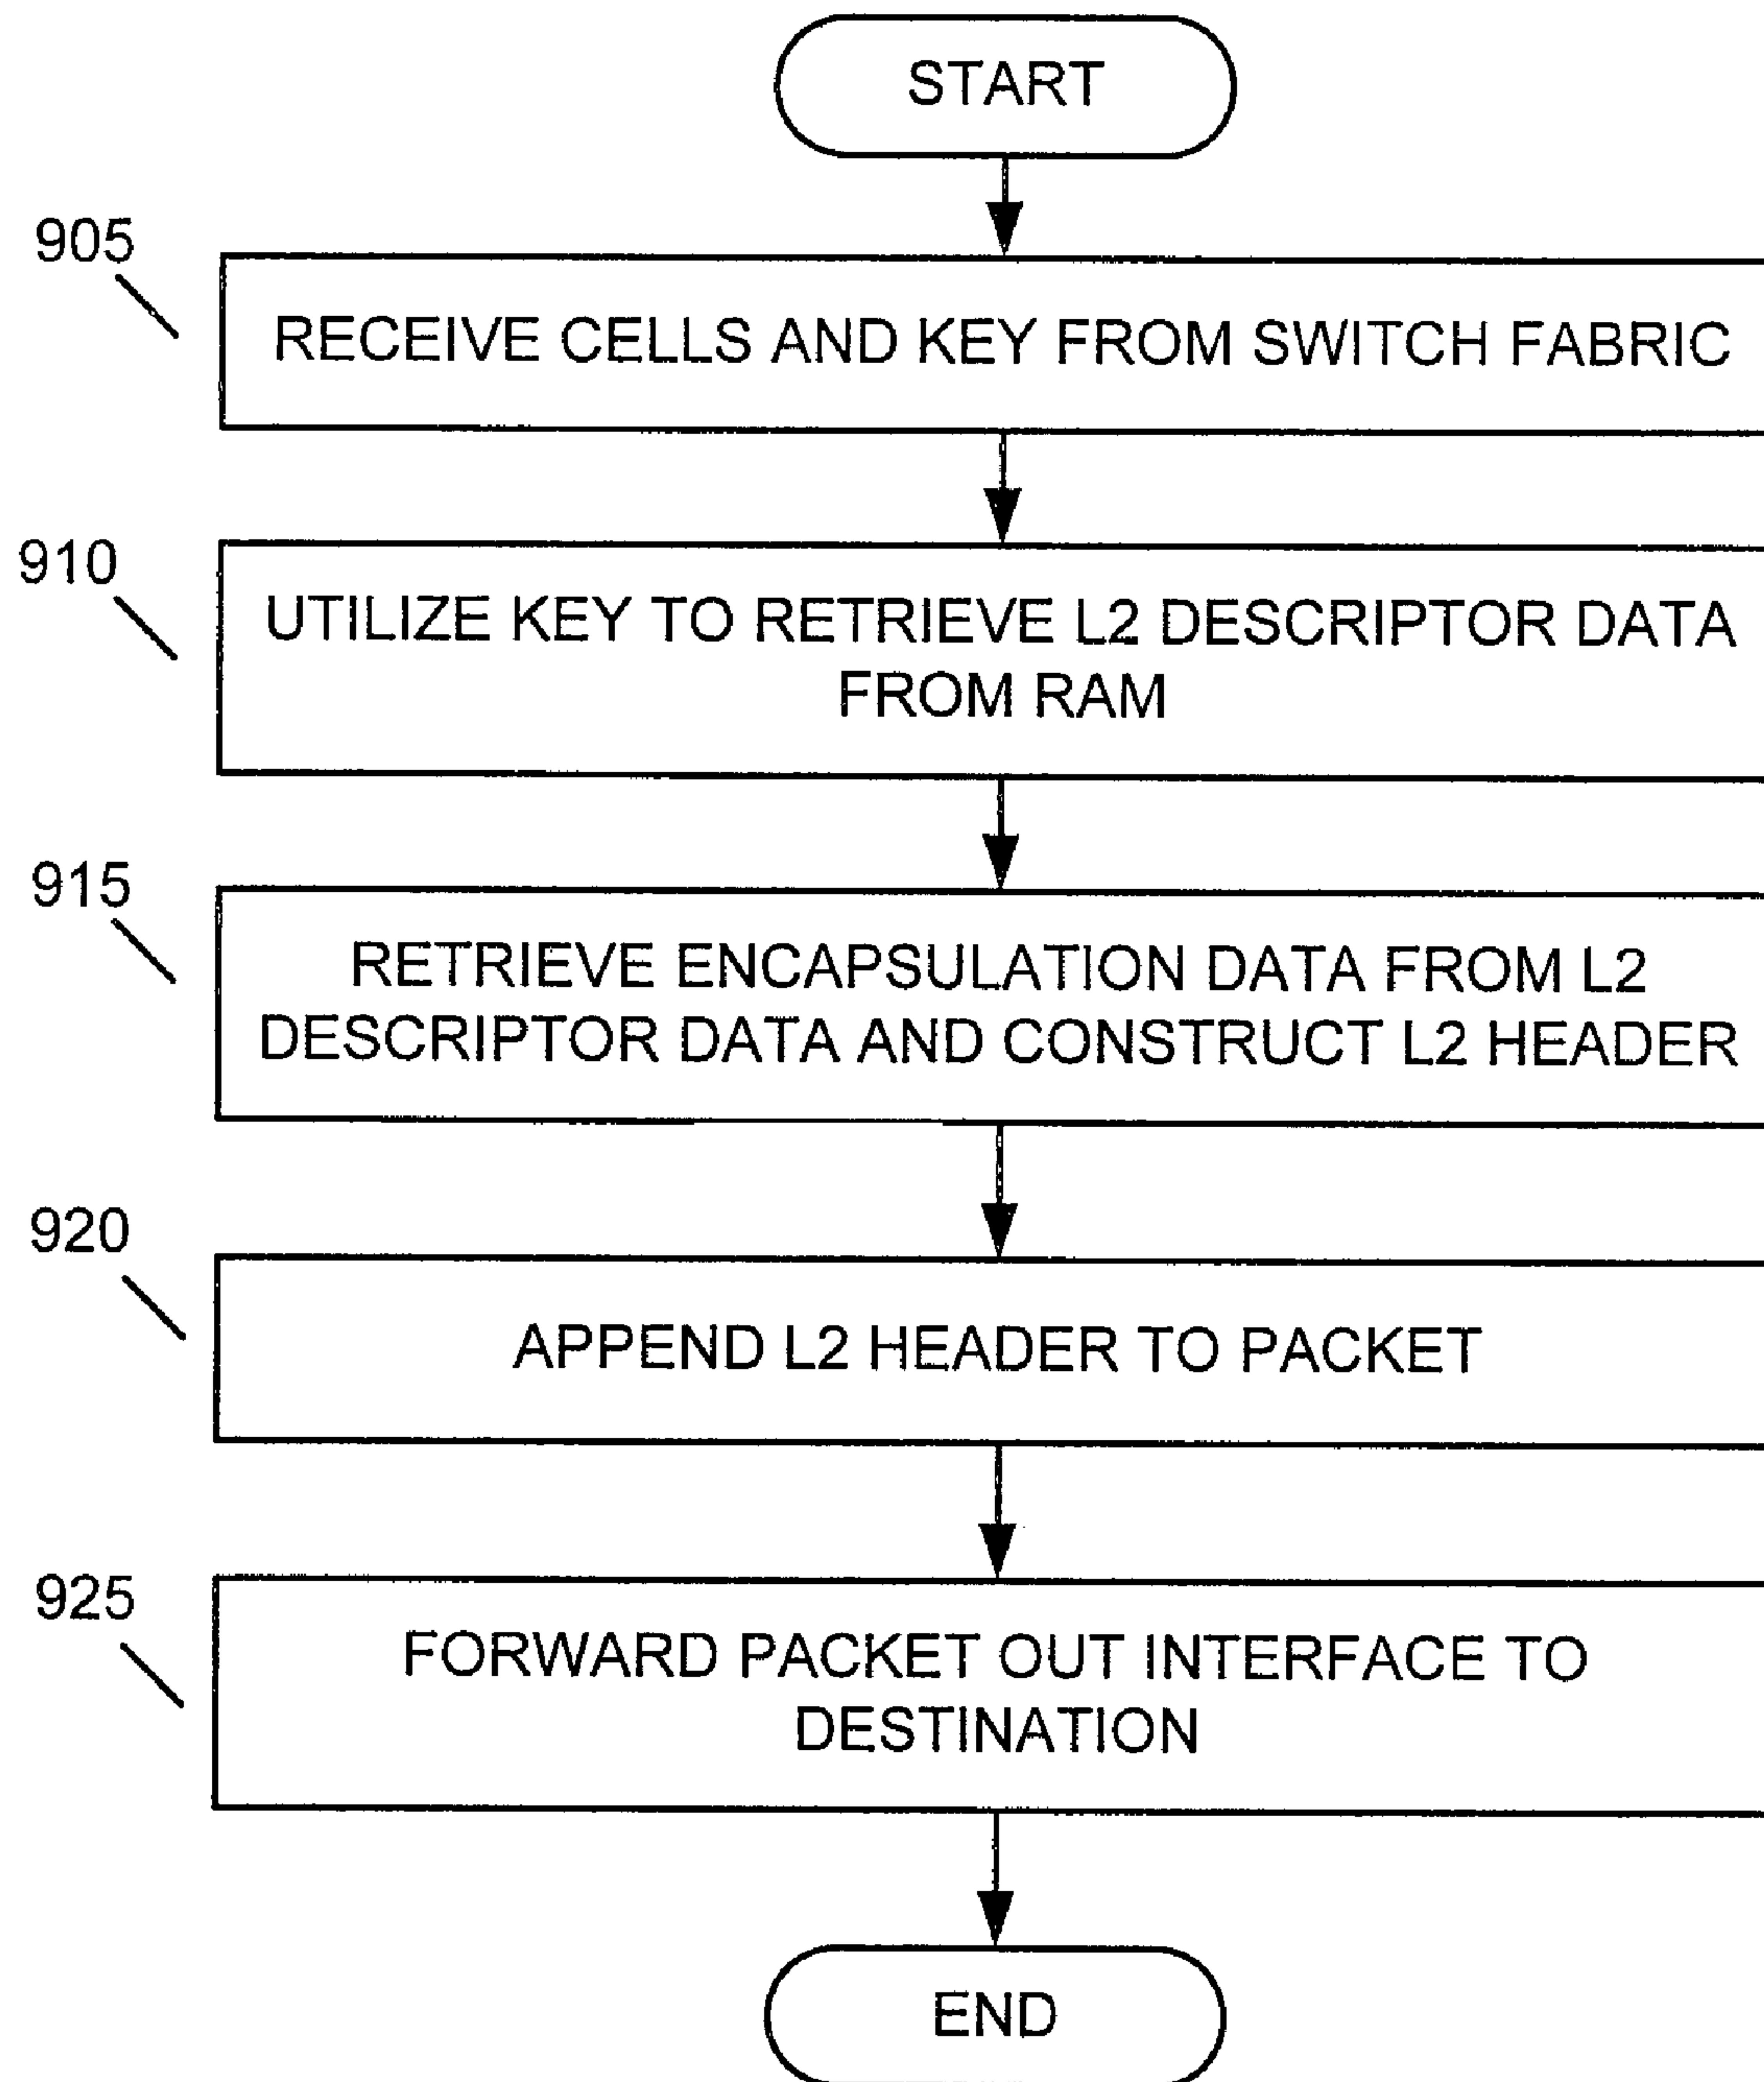 START
905
RECEIVE CELLS AND KEY FROM SWITCH FABRIC
910
UTILIZE KEY TO RETRIEVE L2 DESCRIPTOR DATA
FROM RAM
915
RETRIEVE ENCAPSULATION DATA FROM L2
DESCRIPTOR DATA AND CONSTRUCT L2 HEADER
920
APPEND L2 HEADER TO PACKET
925
FORWARD PACKET OUT INTERFACE TO
DESTINATION
END